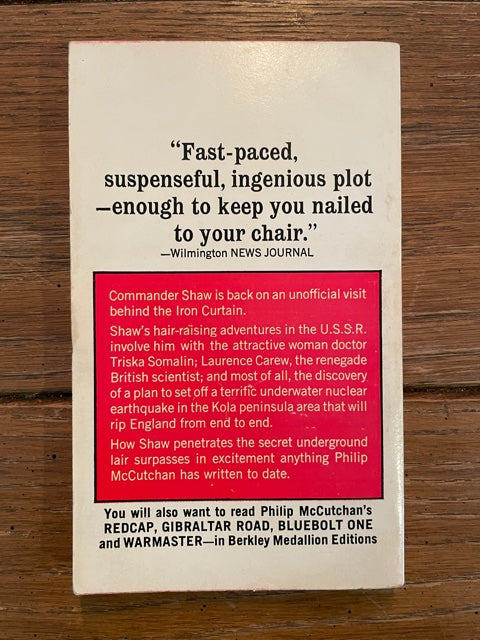 “Fast-paced,
suspenseful, ingenious plot
—enough to keep you nailed
to your chair.”
—Wilmington NEWS JOURNAL
Commander Shaw is back on an unofficial visit
behind the Iron Curtain.
Shaw's hair-raising adventures in the U.S.S.R.
involve him with the attractive woman doctor
Triska Somalin; Laurence Carew, the renegade
British scientist; and most of all, the discovery
of a plan to set off a terrific underwater nuclear
earthquake in the Kola peninsula area that will
rip England from end to end.
How Shaw penetrates the secret underground
lair surpasses in excitement anything Philip
McCutchan has written to date.
You will also want to read Philip McCutchan's
REDCAP, GIBRALTAR ROAD, BLUEBOLT ONE
and WARMASTER—in Berkley Medallion Editions